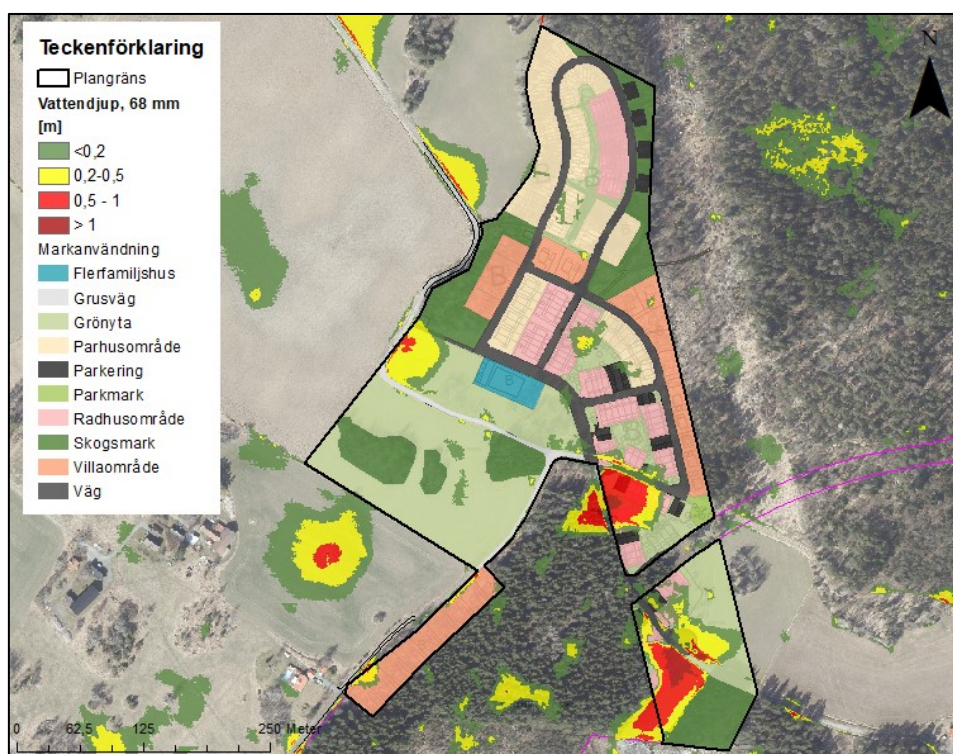 Teckenförklaring
Plangräns
Vattendjup, 68 mm
[m]
<0,2
0,2-0,5
0,5 - 1
> 1
Markanvändning
Flerfamiljshus
Grusväg
Grönyta
Parhusområde
Parkering
Parkmark
Radhusområde
Skogsmark
Villaområde
Väg
N
B
B
B
0 62,5 125 250 Meter